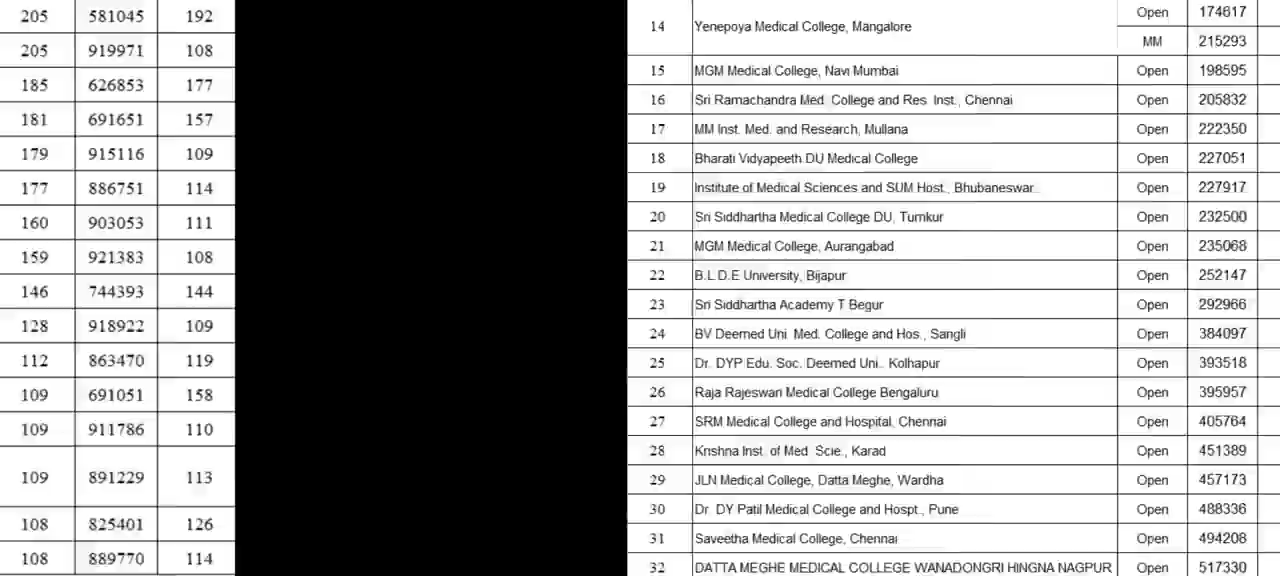 205 581045 192
205 919971 108
185 626853 177
181 691651 157
179 915116 109
177 886751 114
160 903053 111
159 921383 108
146 744393 144
128 918922 109
112 863470 119
109 691051 158
109 911786 110
109 891229 113
108 825401 126
108 889770 114
14 Yenepoya Medical College, Mangalore Open 174617
MM 215293
15 MGM Medical College, Navi Mumbai Open 198595
16 Sri Ramachandra Med. College and Res. Inst., Chennai Open 205832
17 MM Inst. Med. and Research, Mullana Open 222350
18 Bharati Vidyapeeth DU Medical College Open 227051
19 Institute of Medical Sciences and SUM Host., Bhubaneswar.. Open 227917
20 Sri Siddhartha Medical College DU, Tumkur Open 232500
21 MGM Medical College, Aurangabad Open 235068
22 B.L.D.E University, Bijapur Open 252147
23 Sri Siddhartha Academy T Begur Open 292966
24 BV Deemed Uni. Med. College and Hos., Sangli Open 384097
25 Dr. DYP Edu. Soc. Deemed Uni.. Kolhapur Open 393518
26 Raja Rajeswari Medical College Bengaluru Open 395957
27 SRM Medical College and Hospital, Chennai Open 405764
28 Krishna Inst. of Med. Scie., Karad Open 451389
29 JLN Medical College, Datta Meghe, Wardha Open 457173
30 Dr. DY Patil Medical College and Hospt., Pune Open 488336
31 Saveetha Medical College, Chennai Open 494208
32 DATTA MEGHE MEDICAL COLLEGE WANADONGRI HINGNA NAGPUR Open 517330